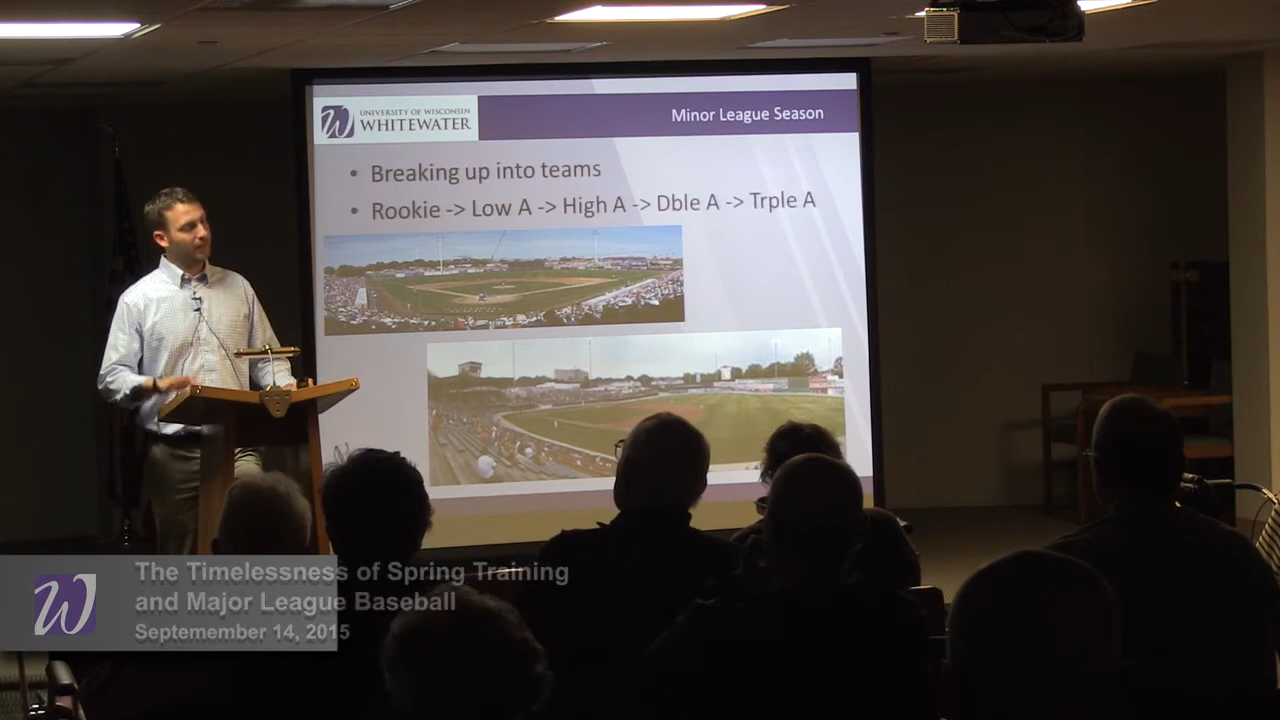 UNIVERSITY OF WISCONSIN
WHITEWATER
Minor League Season
• Breaking up into teams
• Rookie -> Low A -> High A -> Dble A -> Trple A
The Timelessness of Spring Training
and Major League Baseball
Septemember 14, 2015